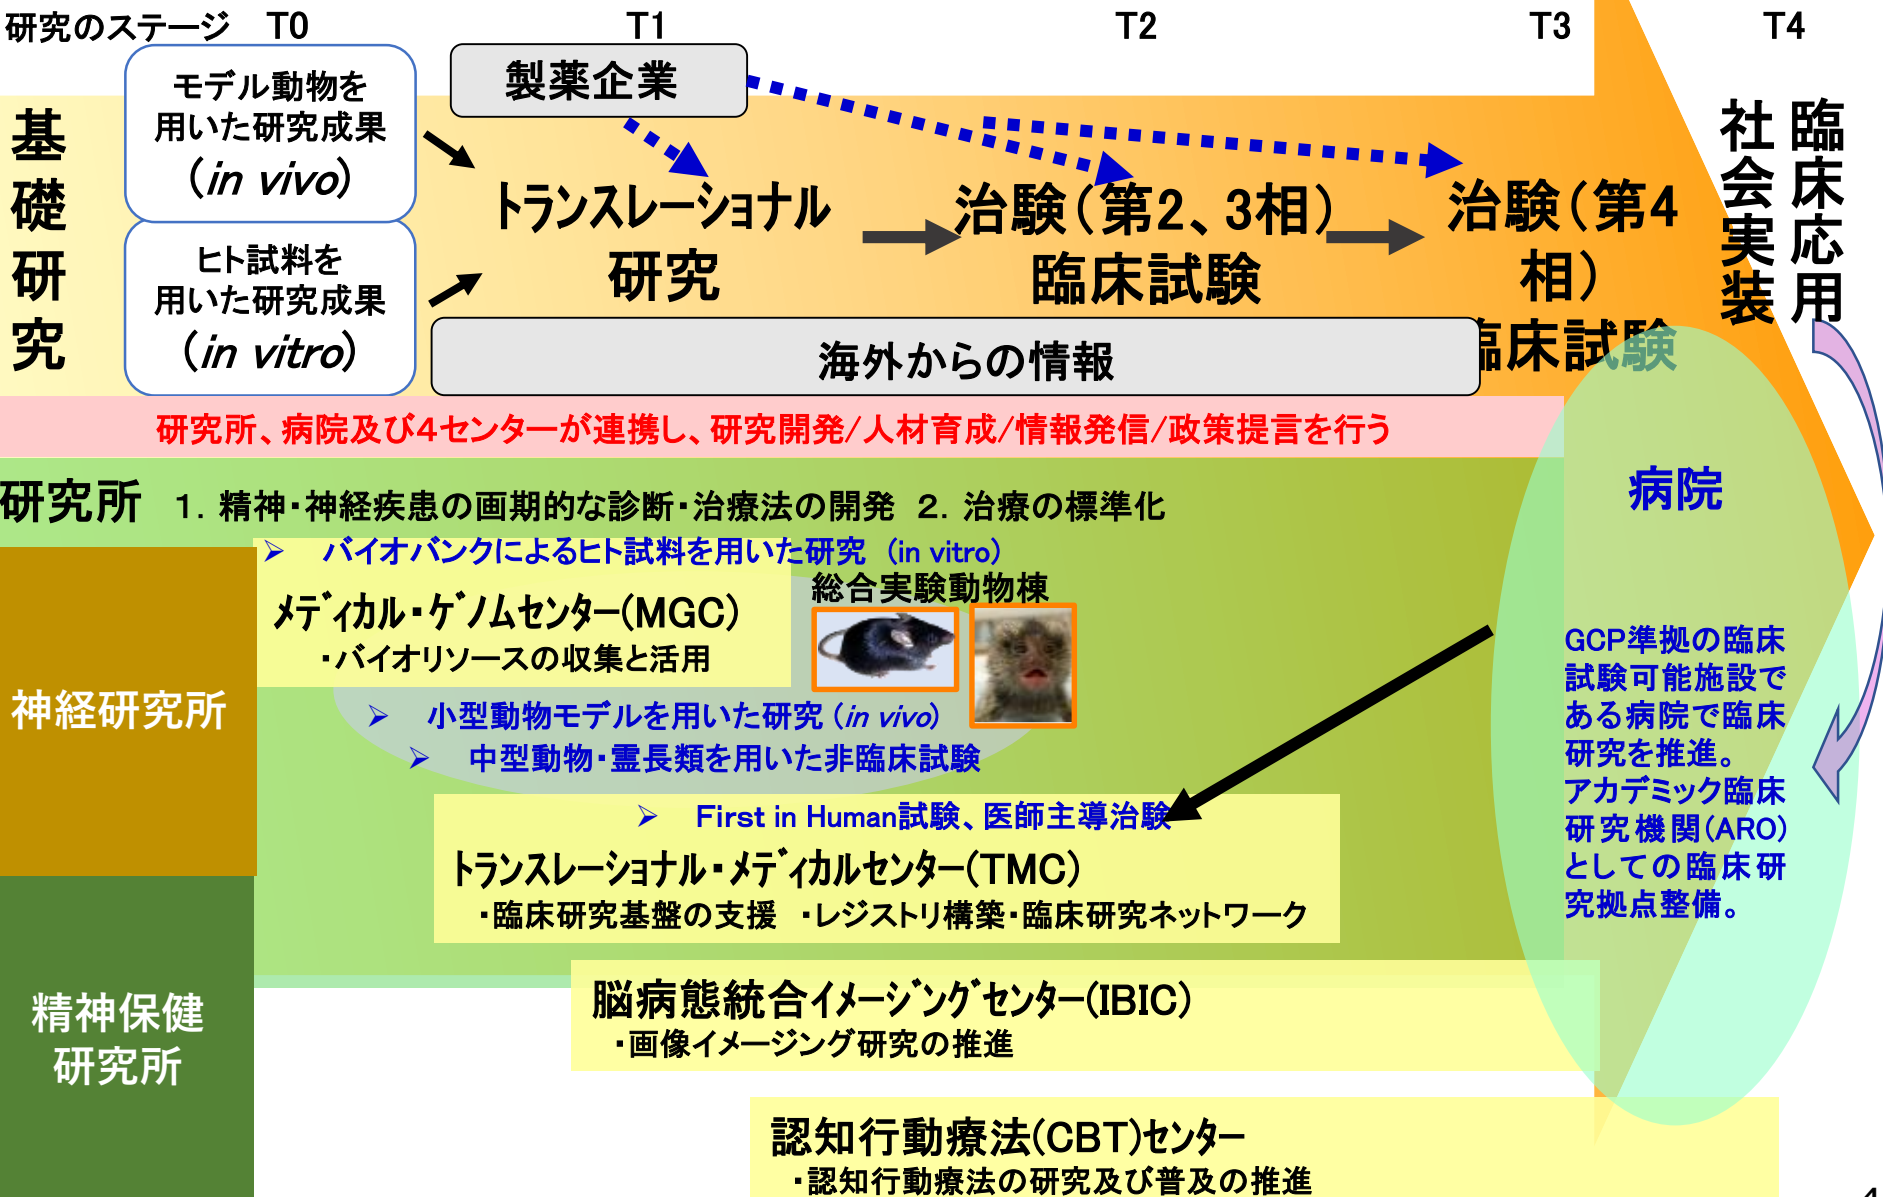 研究のステージ T0 T1 T2 T3 T4
基礎研究
モデル動物を
用いた研究成果
(in vivo)
ヒト試料を
用いた研究成果
(in vitro)
製薬企業
トランスレーショナル
研究
治験(第2、3相)
臨床試験
治験(第4
相)
臨床試験
臨床応用
社会実装
海外からの情報
研究所、病院及び4センターが連携し、研究開発/人材育成/情報発信/政策提言を行う
研究所 1. 精神・神経疾患の画期的な診断・治療法の開発 2. 治療の標準化
➢ バイオバンクによるヒト試料を用いた研究 (in vitro)
メディカル・ゲノムセンター(MGC)
・バイオリソースの収集と活用
総合実験動物棟
➢ 小型動物モデルを用いた研究(in vivo)
➢ 中型動物・霊長類を用いた非臨床試験
➢ First in Human試験、医師主導治験
トランスレーショナル・メディカルセンター(TMC)
・臨床研究基盤の支援 ・レジストリ構築・臨床研究ネットワーク
脳病態統合イメージングセンター(IBIC)
・画像イメージング研究の推進
認知行動療法(CBT)センター
・認知行動療法の研究及び普及の推進
神経研究所
精神保健
研究所
病院
GCP準拠の臨床
試験可能施設で
ある病院で臨床
研究を推進。
アカデミック臨床
研究機関(ARO)
としての臨床研
究拠点整備。